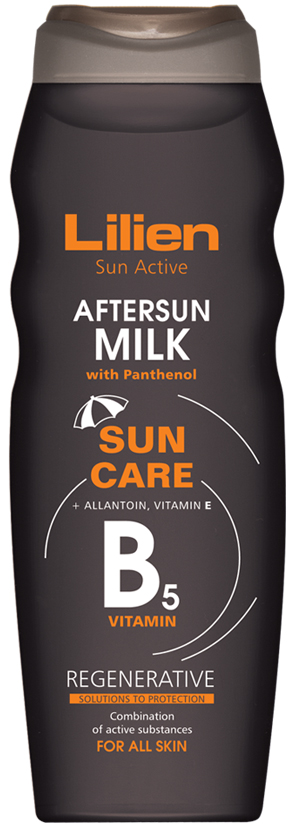 Lilien
Sun Active
AFTERSUN
MILK
with Panthenol
SUN
CARE
+ ALLANTOIN, VITAMIN E
B5
VITAMIN
REGENERATIVE
SOLUTIONS TO PROTECTION
Combination
of active substances
FOR ALL SKIN